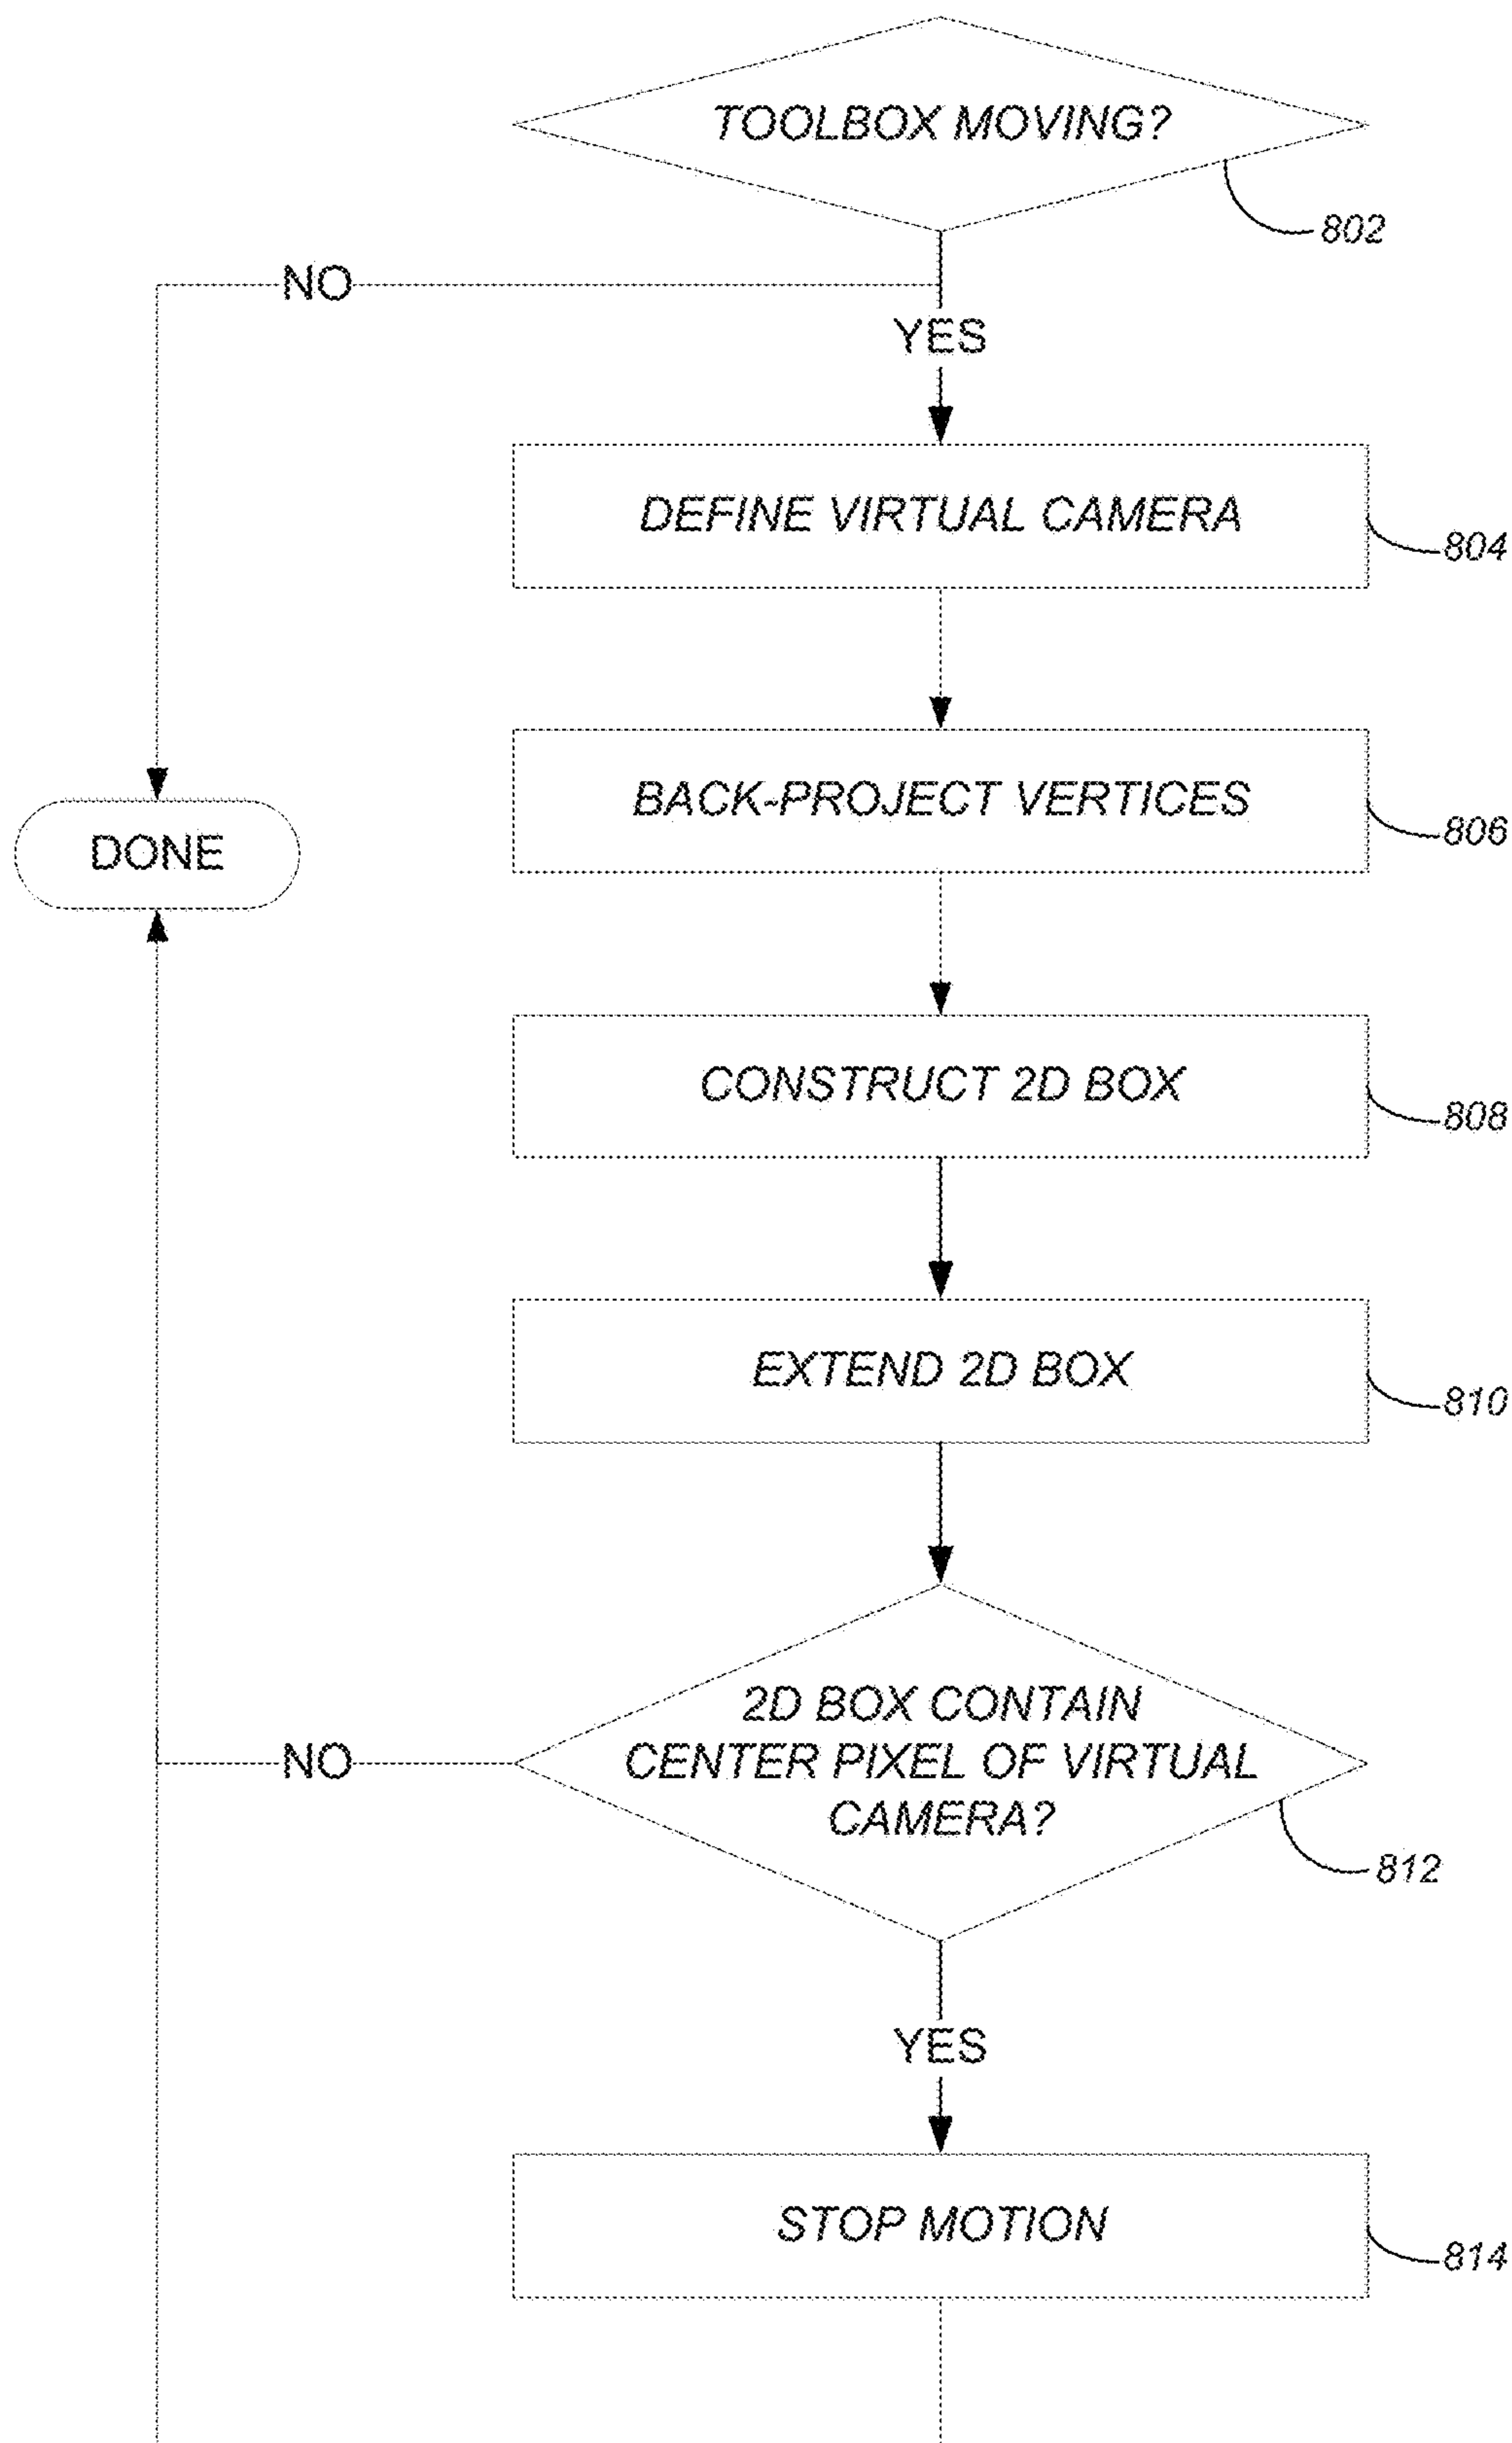 TOOLBOX MOVING?
802
NO
YES
DEFINE VIRTUAL CAMERA
804
BACK-PROJECT VERTICES
806
DONE
CONSTRUCT 2D BOX
808
EXTEND 2D BOX
810
2D BOX CONTAIN
CENTER PIXEL OF VIRTUAL
CAMERA?
NO
812
YES
STOP MOTION
814